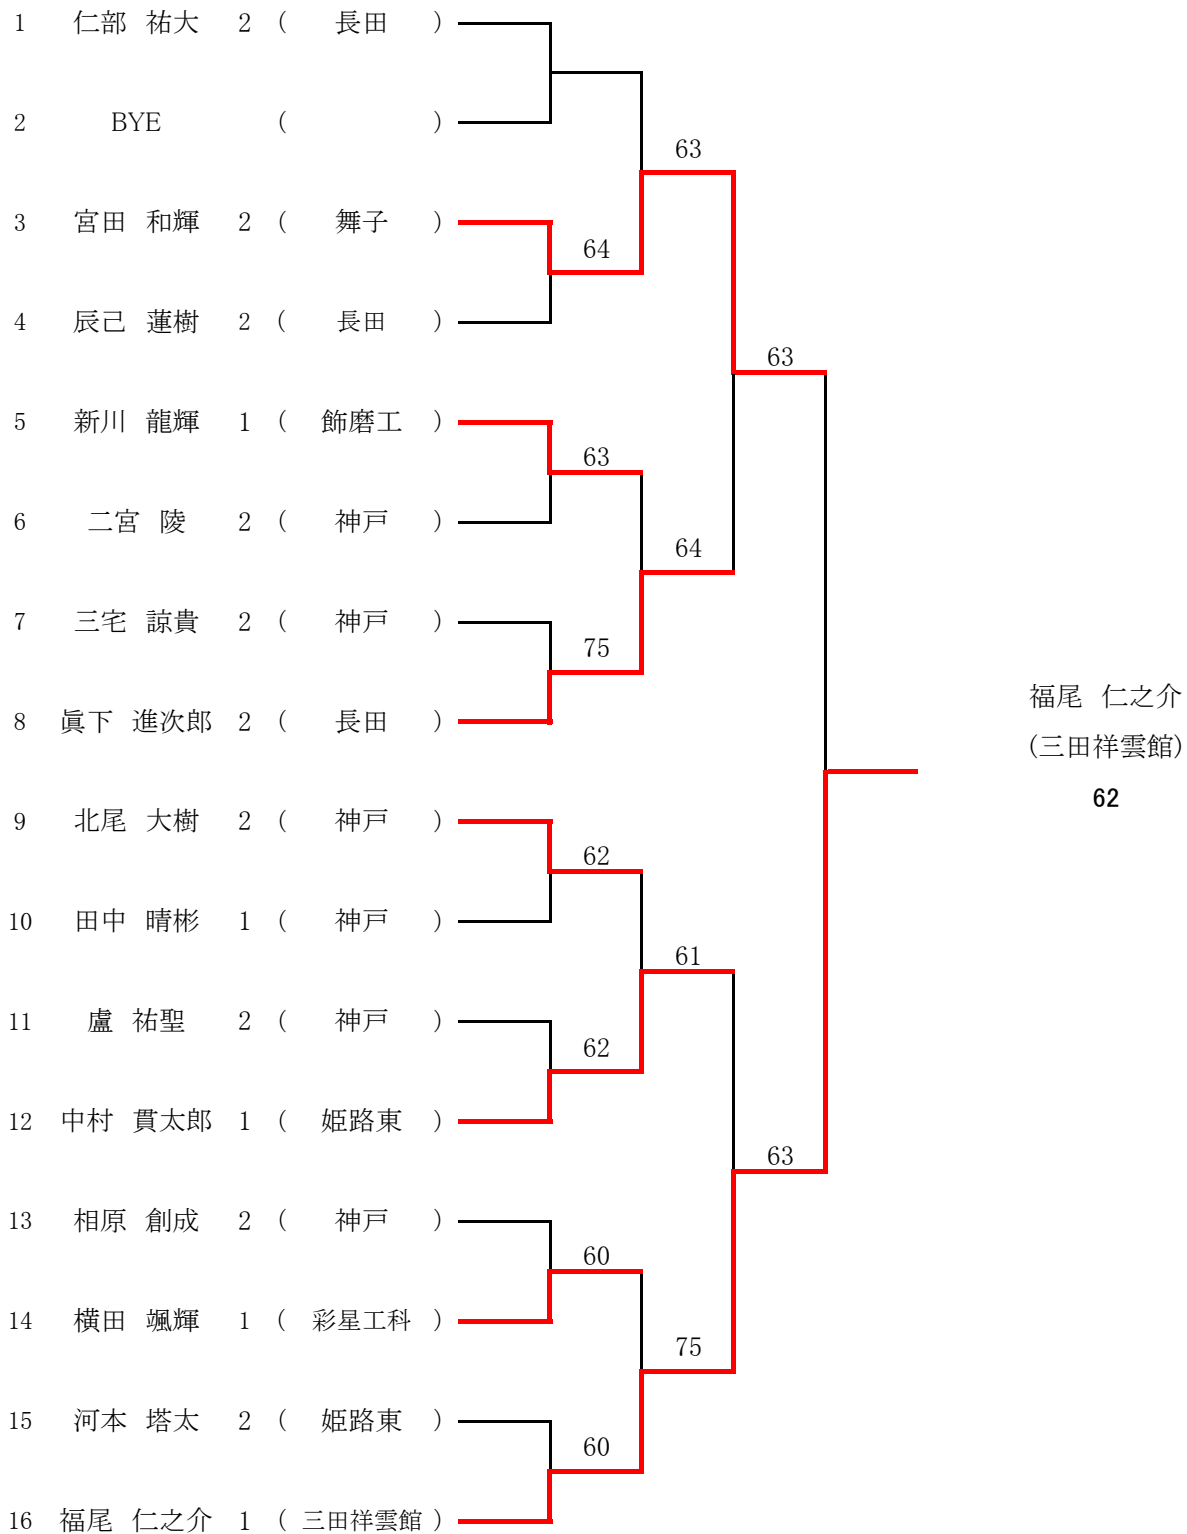 1 仁部 祐大 2 ( 長田 )
2 BYE ( )
63
3 宮田 和輝 2 ( 舞子 )
64
4 辰己 蓮樹 2 ( 長田 )
63
5 新川 龍輝 1 ( 飾磨工 )
63
6 二宮 陵 2 ( 神戸 )
64
7 三宅 諒貴 2 ( 神戸 )
75
8 眞下 進次郎 2 ( 長田 )
福尾 仁之介
(三田祥雲館)
62
9 北尾 大樹 2 ( 神戸 )
62
10 田中 晴彬 1 ( 神戸 )
61
11 盧 祐聖 2 ( 神戸 )
62
12 中村 貫太郎 1 ( 姫路東 )
63
13 相原 創成 2 ( 神戸 )
60
14 横田 颯輝 1 ( 彩星工科 )
75
15 河本 塔太 2 ( 姫路東 )
60
16 福尾 仁之介 1 ( 三田祥雲館 )